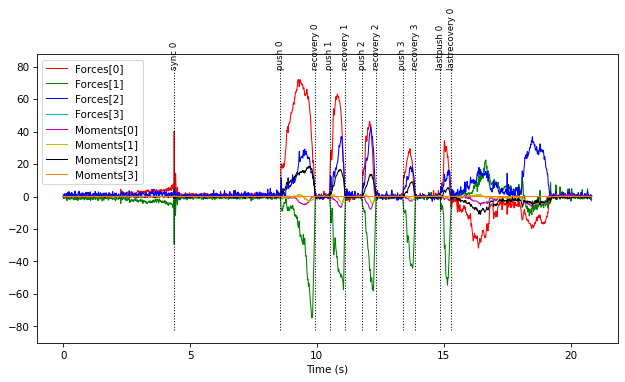 sync 0
push 0
recovery 0
push 1
recovery 1
push 2
recovery 2
push 3
recovery 3
lastpush 0
lastrecovery 0
80
60
40
20
0
−20
−40
−60
−80
Forces[0]
Forces[1]
Forces[2]
Forces[3]
Moments[0]
Moments[1]
Moments[2]
Moments[3]
0 5 10 15 20
Time (s)